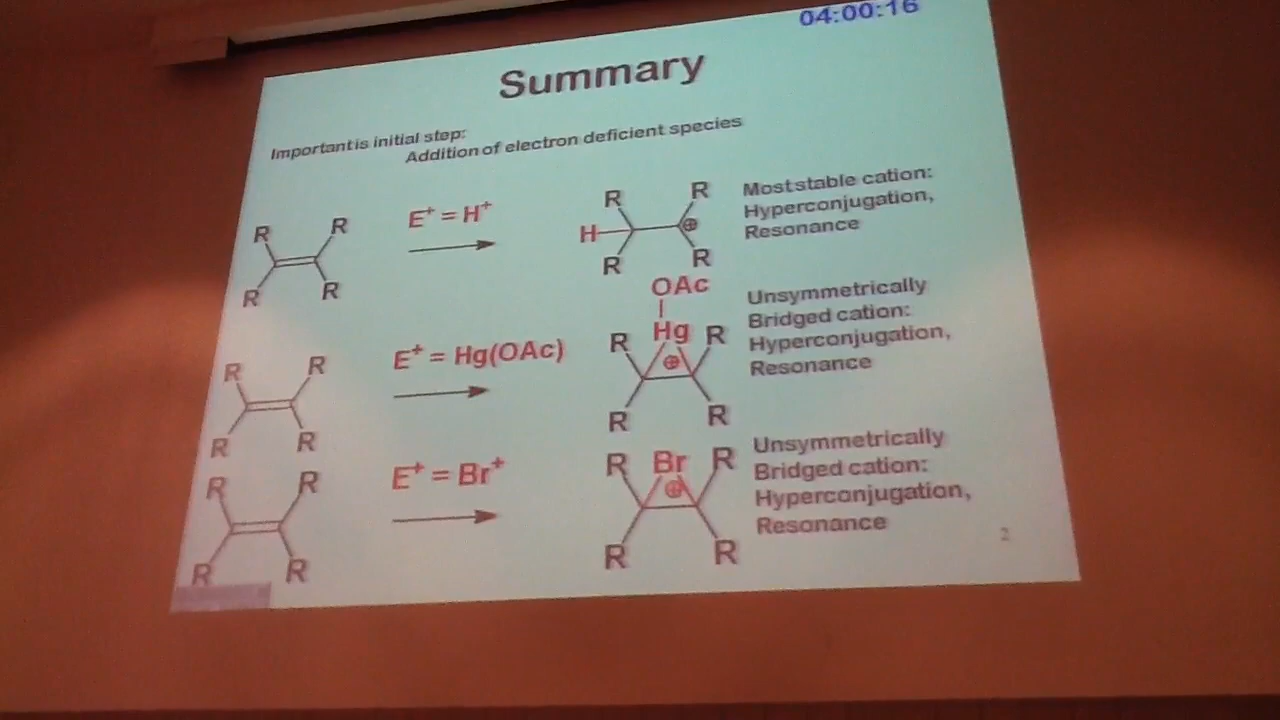 04:00:16
Summary
Important is initial step:
Addition of electron deficient species
R R
R R
E⁺ = H⁺
R R
H ⊕
R R
Most stable cation:
Hyperconjugation,
Resonance
R R
R R
E⁺ = Hg(OAc)
OAc
R Hg R
⊕
R R
Unsymmetrically
Bridged cation:
Hyperconjugation,
Resonance
R R
R R
E⁺ = Br⁺
R Br R
⊕
R R
Unsymmetrically
Bridged cation:
Hyperconjugation,
Resonance
2